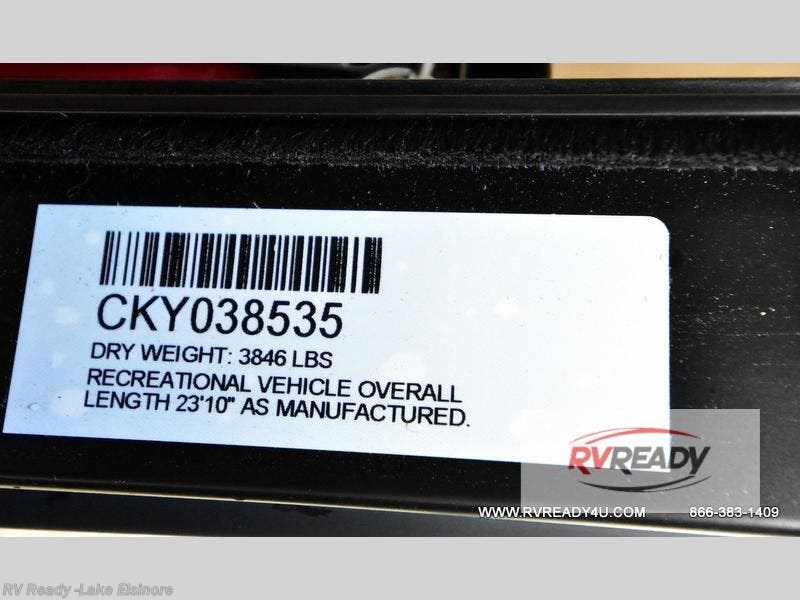 CKY038535
DRY WEIGHT: 3846 LBS
RECREATIONAL VEHICLE OVERALL
LENGTH 23'10" AS MANUFACTURED.
RVREADY
WWW.RVREADY4U.COM 866-383-1409
RV Ready -Lake Elsinore